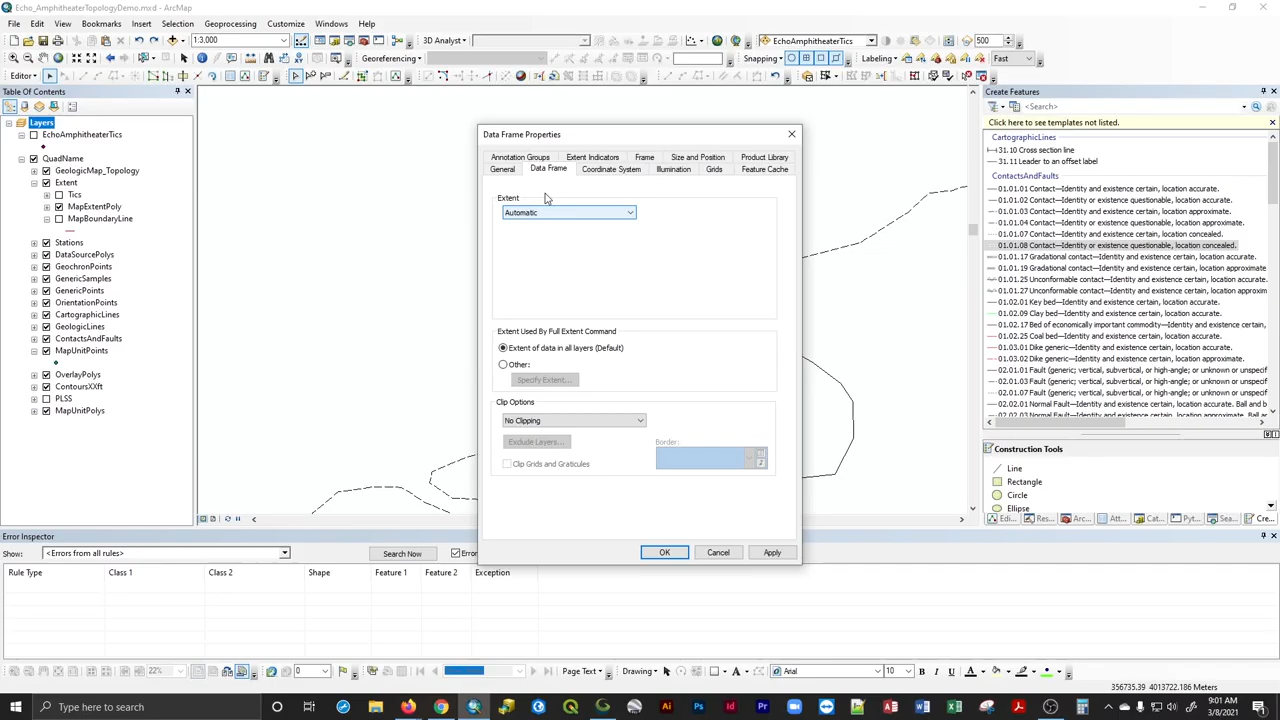 Echo_AmphitheaterTopologyDemo.mxd - ArcMap
File Edit View Bookmarks Insert Selection Geoprocessing Customize Windows Help
1:3,000
3D Analyst
EchoAmphitheaterTics
500
Georeferencing
Snapping
Labeling
Fast
Editor
Table Of Contents
Layers
EchoAmphitheaterTics
QuadName
GeologicMap_Topology
Extent
Tics
MapExtentPoly
MapBoundaryLine
Stations
DataSourcePolys
GeochronPoints
GenericSamples
GenericPoints
OrientationPoints
CartographicLines
GeologicLines
ContactsAndFaults
MapUnitPoints
OverlayPolys
ContoursXXft
PLSS
MapUnitPolys
Data Frame Properties
Annotation Groups Extent Indicators Frame Size and Position Product Library
General Data Frame Coordinate System Illumination Grids Feature Cache
Extent
Automatic
Extent Used By Full Extent Command
Extent of data in all layers (Default)
Other:
Specify Extent...
Clip Options
No Clipping
Exclude Layers...
Border:
Clip Grids and Graticules
OK Cancel Apply
Create Features
<Search>
Click here to see templates not listed.
CartographicLines
31.10 Cross section line
31.11 Leader to an offset label
ContactsAndFaults
01.01.01 Contact—Identity and existence certain, location accurate.
01.01.02 Contact—Identity or existence questionable, location accurate.
01.01.03 Contact—Identity and existence certain, location approximate.
01.01.04 Contact—Identity or existence questionable, location approximate.
01.01.07 Contact—Identity and existence certain, location concealed.
01.01.08 Contact—Identity or existence questionable, location concealed.
01.01.17 Gradational contact—Identity and existence certain, location accurate.
01.01.19 Gradational contact—Identity and existence certain, location approximate
01.01.25 Unconformable contact—Identity and existence certain, location accurate.
01.01.27 Unconformable contact—Identity and existence certain, location approxim
01.02.01 Key bed—Identity and existence certain, location accurate.
01.02.09 Clay bed—Identity and existence certain, location accurate.
01.02.17 Bed of economically important commodity—Identity and existence certain,
01.02.25 Coal bed—Identity and existence certain, location accurate.
01.03.01 Dike generic—Identity and existence certain, location accurate.
01.03.02 Dike generic—Identity and existence certain, location approximate.
02.01.01 Fault (generic; vertical, subvertical, or high-angle; or unknown or unspecif
02.01.03 Fault (generic; vertical, subvertical, or high-angle; or unknown or unspecif
02.01.07 Fault (generic; vertical, subvertical, or high-angle; or unknown or unspecif
02.02.01 Normal Fault—Identity and existence certain, location accurate. Ball and b
Construction Tools
Line
Rectangle
Circle
Ellipse
Edi... Res... Arc... Att... Cat... Pyt... Sea... Cre...
Error Inspector
Show: <Errors from all rules> Search Now Error
Rule Type Class 1 Class 2 Shape Feature 1 Feature 2 Exception
22%
0
Page Text
Drawing
Arial
10
B I U A
356735.39 4013722.186 Meters
Type here to search
9:01 AM
3/8/2021